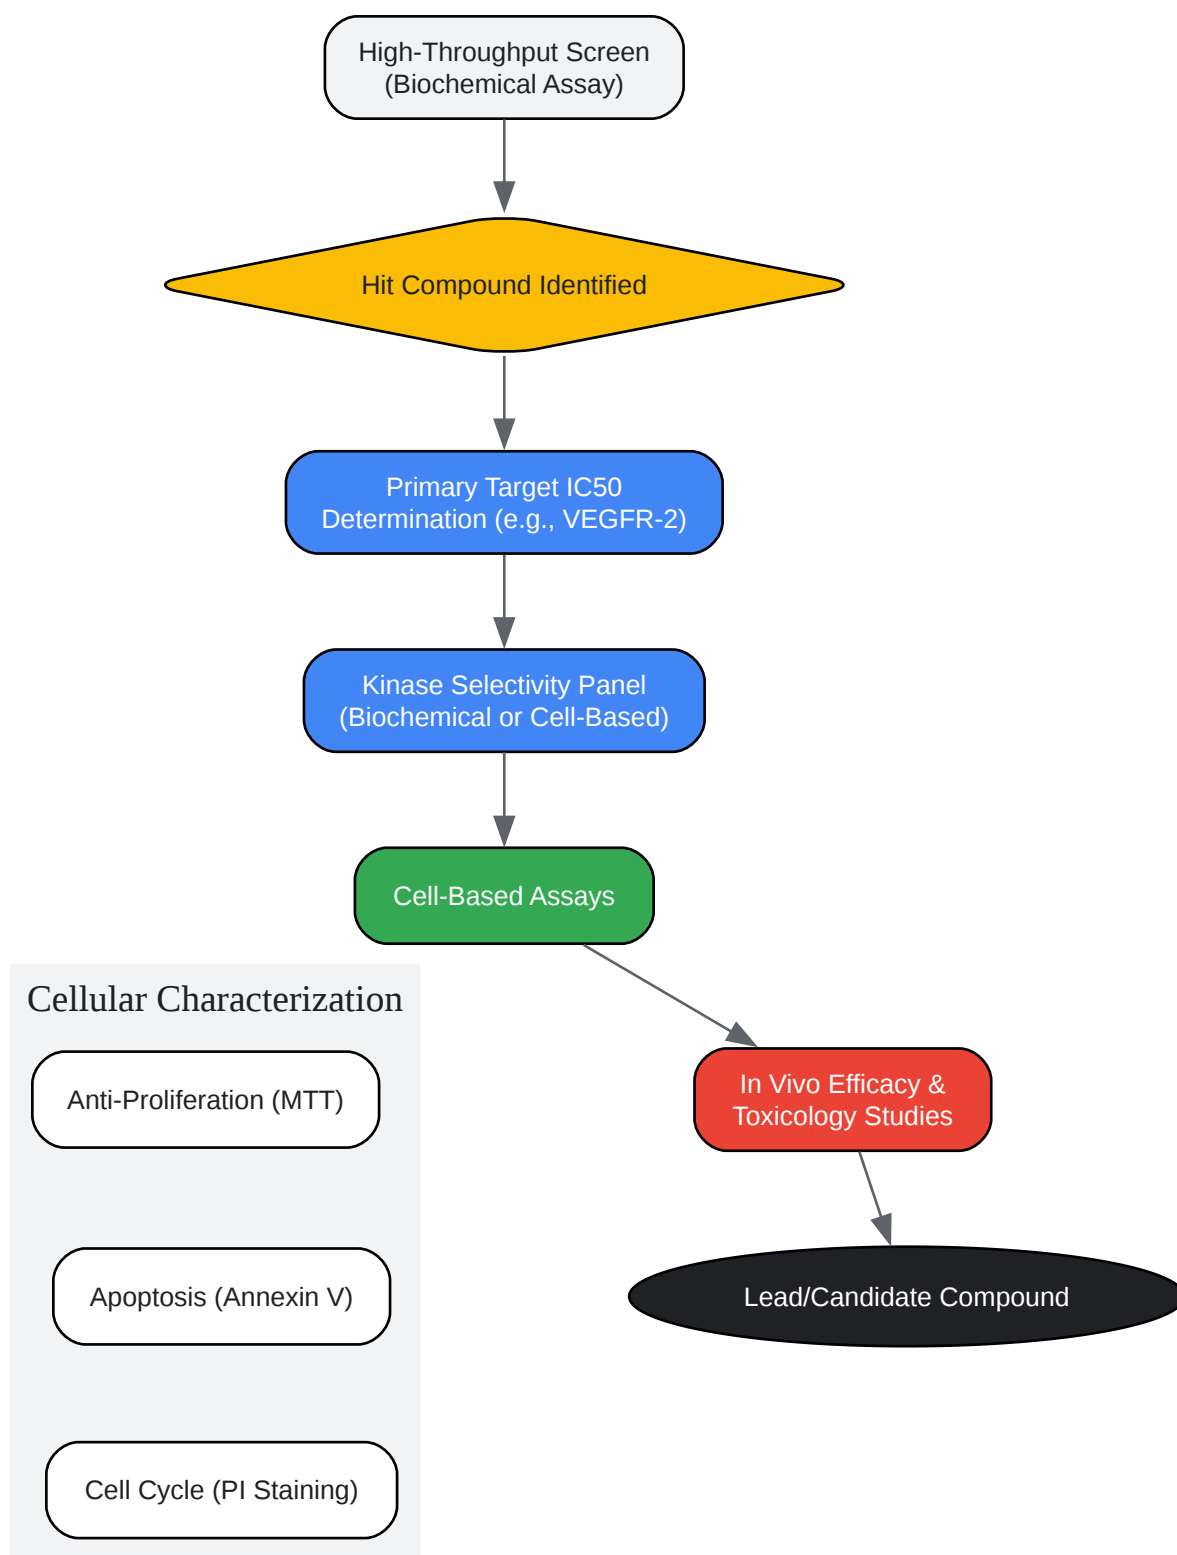 High-Throughput Screen
(Biochemical Assay)
Hit Compound Identified
Primary Target IC50
Determination (e.g., VEGFR-2)
Kinase Selectivity Panel
(Biochemical or Cell-Based)
Cell-Based Assays
Cellular Characterization
Anti-Proliferation (MTT)
In Vivo Efficacy &
Toxicology Studies
Apoptosis (Annexin V)
Lead/Candidate Compound
Cell Cycle (PI Staining)